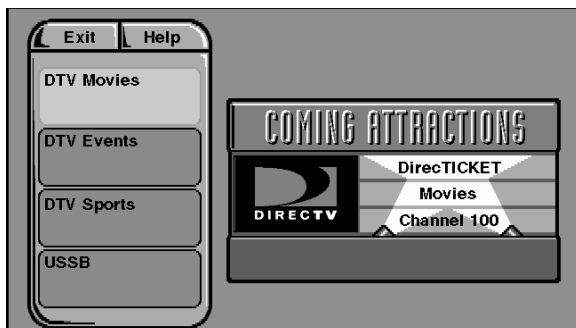 Exit Help
DTV Movies
DTV Events
DTV Sports
USSB
COMING ATTRACTIONS
DirecTICKET
Movies
Channel 100
DIRECTV